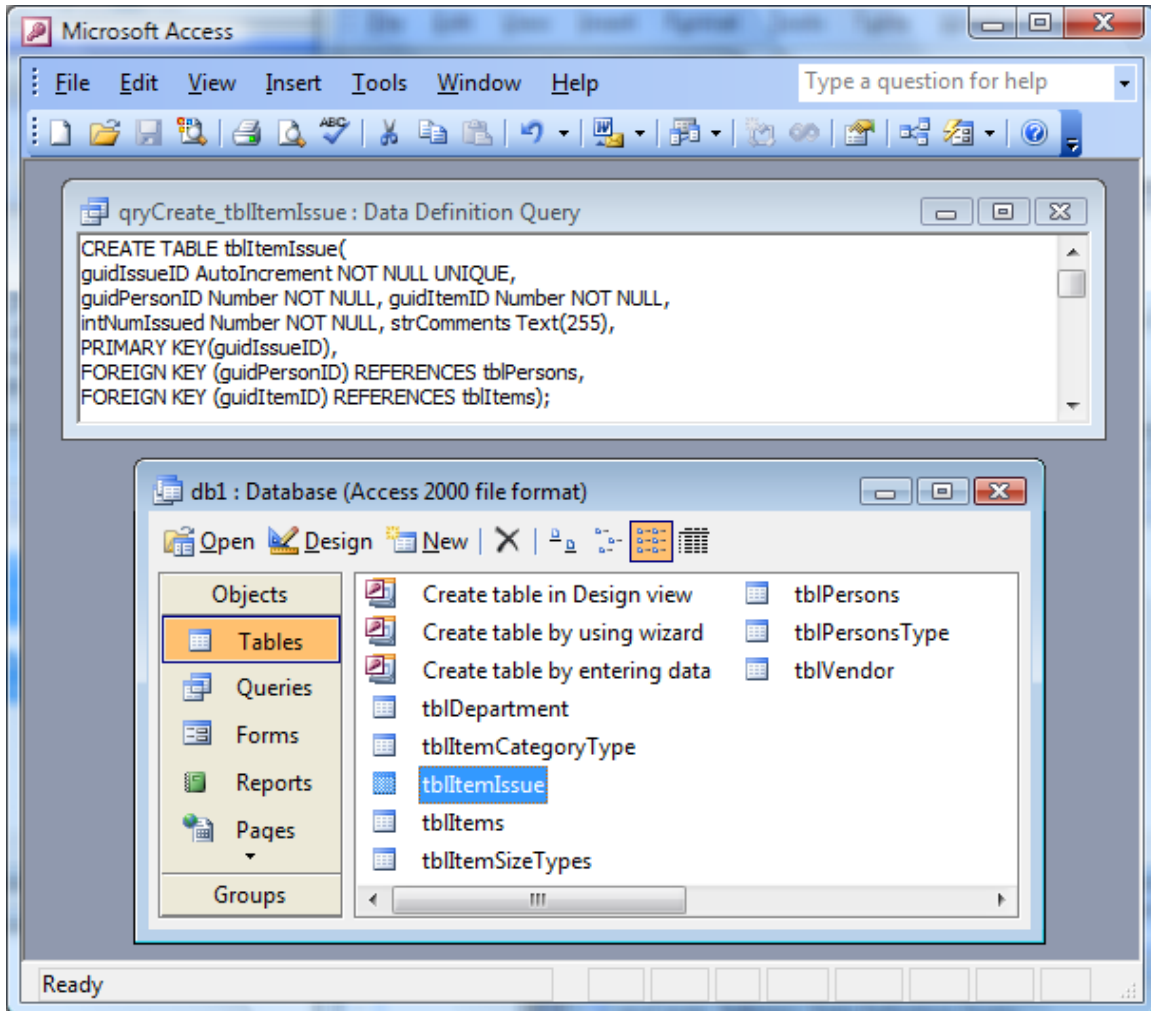 Microsoft Access
File Edit View Insert Tools Window Help Type a question for help
ABC
qryCreate_tblItemIssue : Data Definition Query
CREATE TABLE tblItemIssue(
guidIssueID AutoIncrement NOT NULL UNIQUE,
guidPersonID Number NOT NULL, guidItemID Number NOT NULL,
intNumIssued Number NOT NULL, strComments Text(255),
PRIMARY KEY(guidIssueID),
FOREIGN KEY (guidPersonID) REFERENCES tblPersons,
FOREIGN KEY (guidItemID) REFERENCES tblItems);
db1 : Database (Access 2000 file format)
Open Design New
Objects
Tables
Queries
Forms
Reports
Pages
Groups
Create table in Design view
Create table by using wizard
Create table by entering data
tblDepartment
tblItemCategoryType
tblItemIssue
tblItems
tblItemSizeTypes
tblPersons
tblPersonsType
tblVendor
Ready